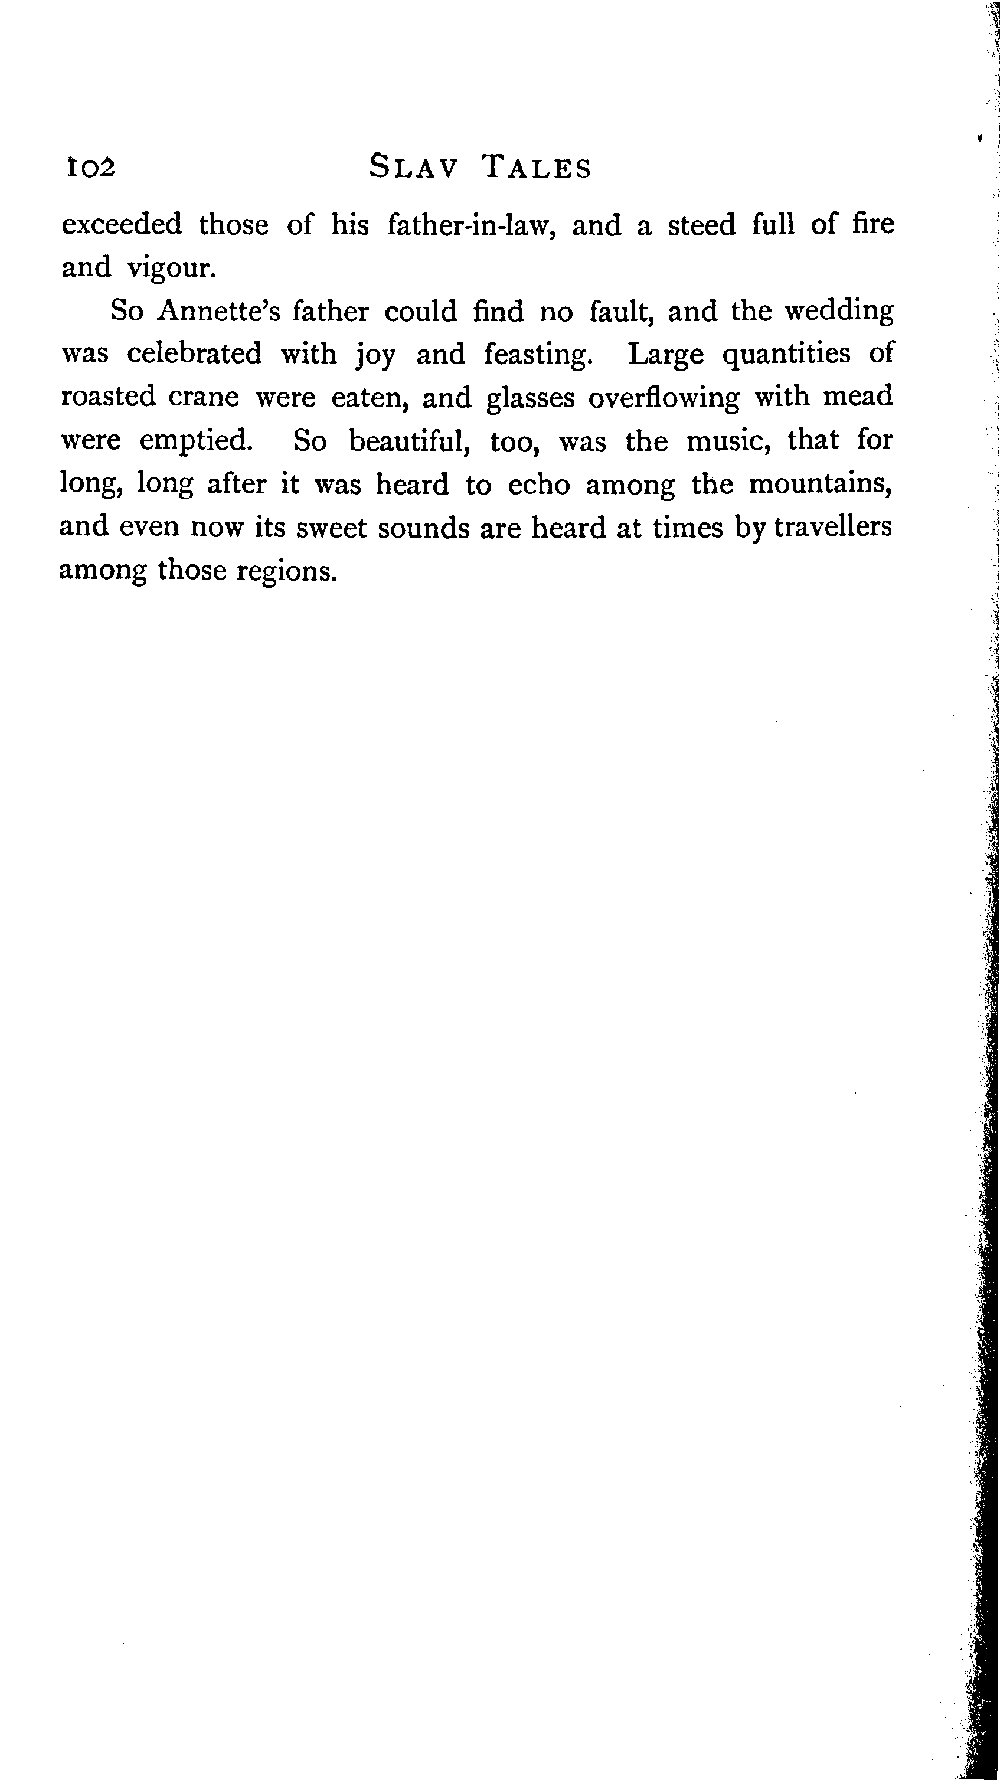 102 SLAV TALES
exceeded those of his father-in-law, and a steed full of fire
and vigour.
So Annette's father could find no fault, and the wedding
was celebrated with joy and feasting. Large quantities of
roasted crane were eaten, and glasses overflowing with mead
were emptied. So beautiful, too, was the music, that for
long, long after it was heard to echo among the mountains,
and even now its sweet sounds are heard at times by travellers
among those regions.